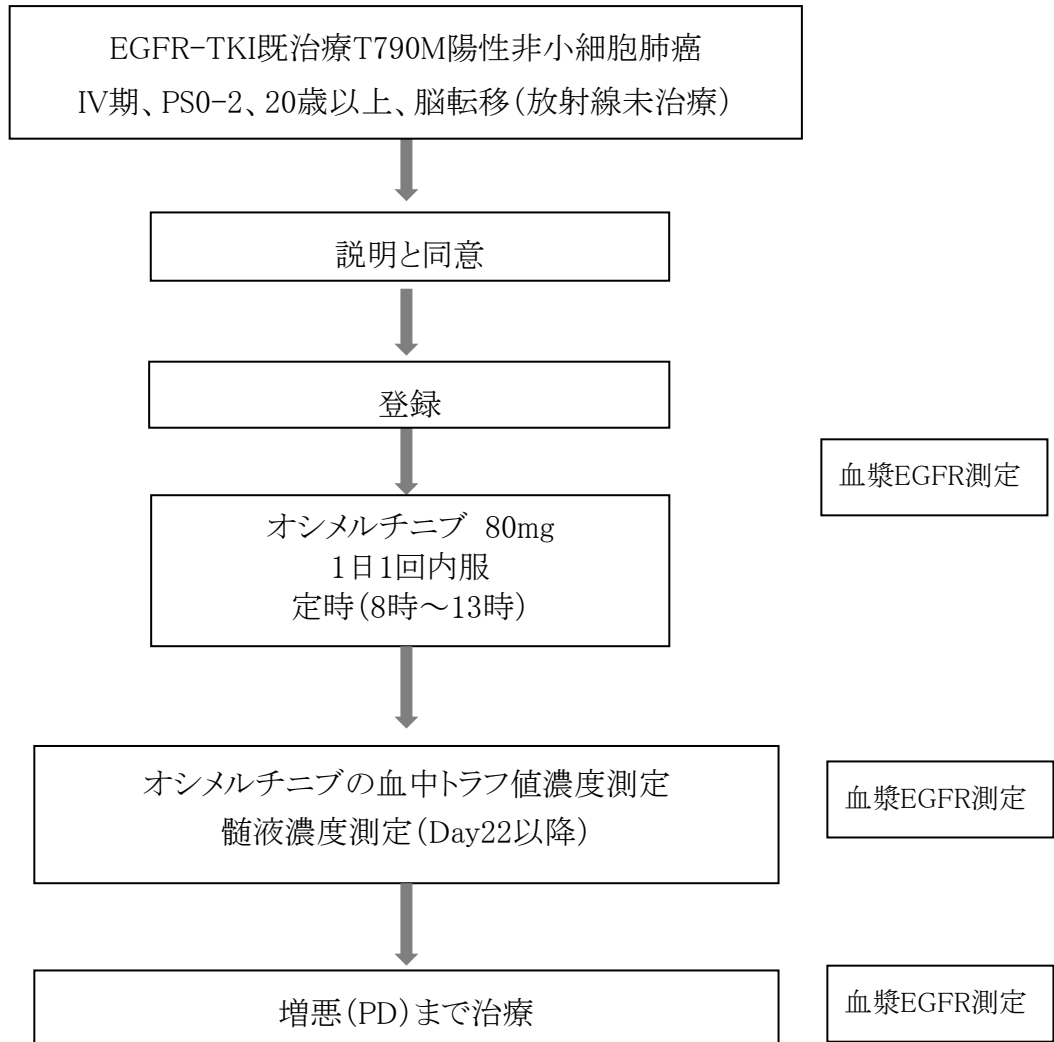 EGFR-TKI既治療T790M陽性非小細胞肺癌
IV期、PS0-2、20歳以上、脳転移(放射線未治療)
説明と同意
登録
血漿EGFR測定
オシメルチニブ 80mg
1日1回内服
定時(8時～13時)
オシメルチニブの血中トラフ値濃度測定
髄液濃度測定(Day22以降)
血漿EGFR測定
増悪(PD)まで治療
血漿EGFR測定